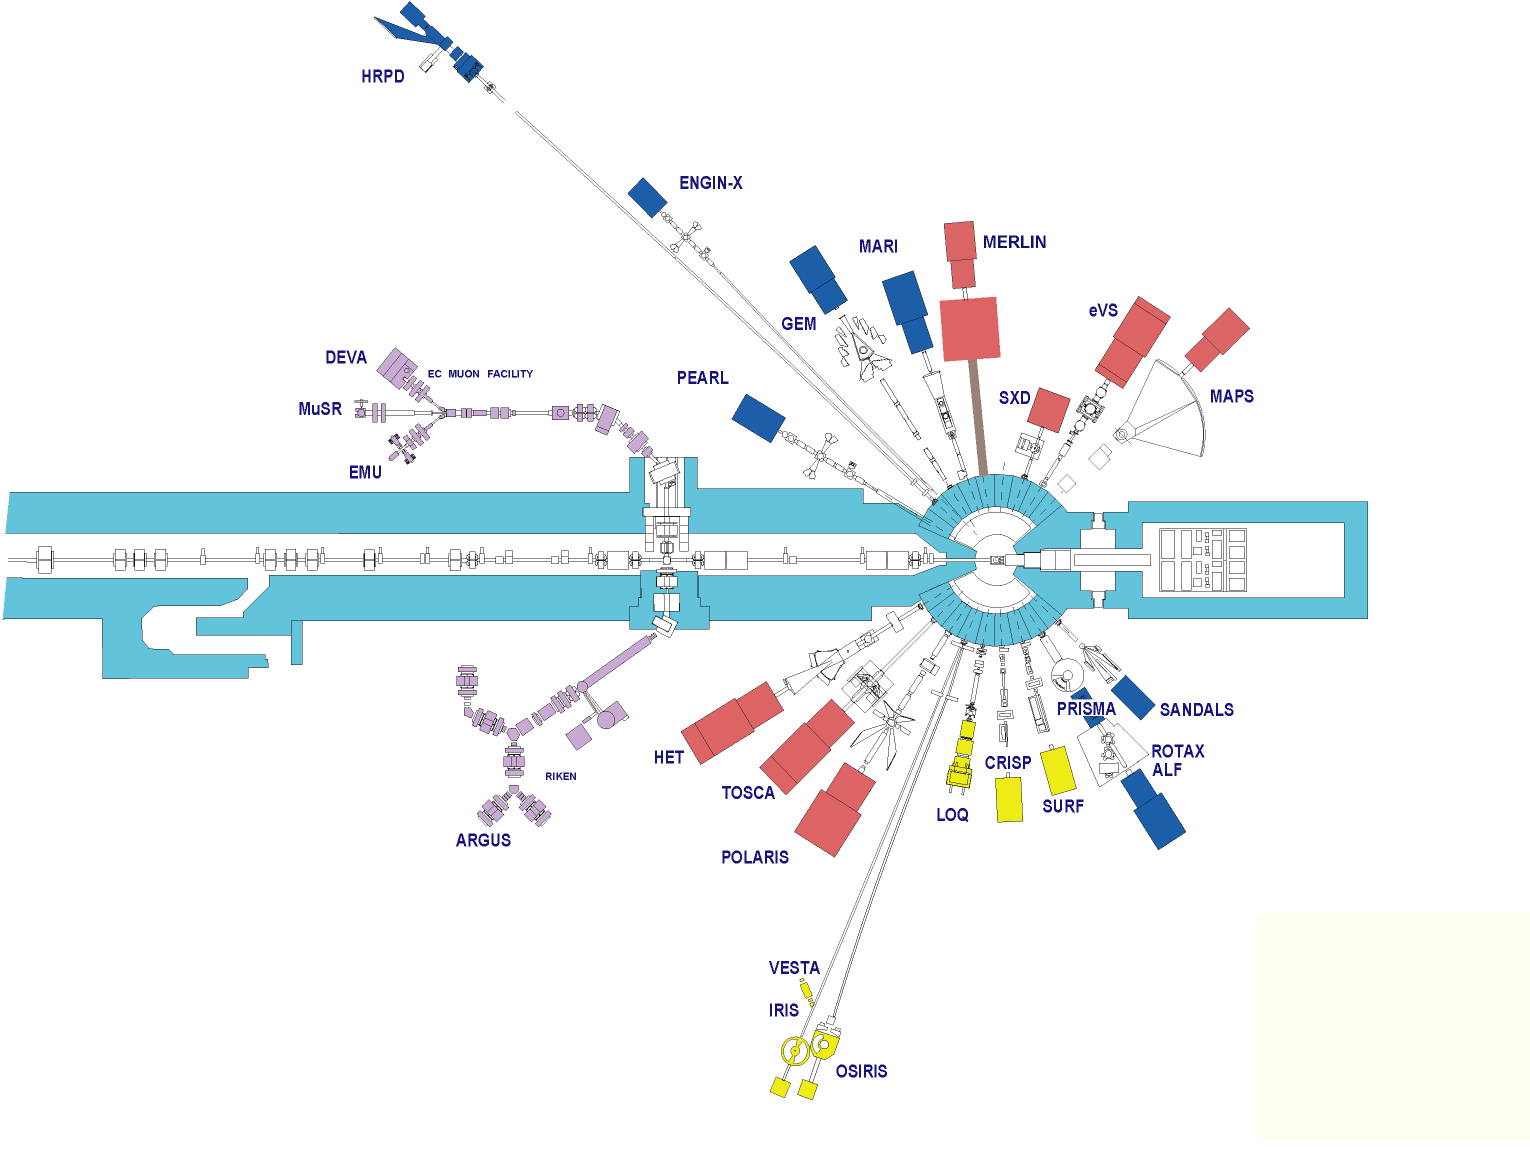 HRPD
ENGIN-X
MARI
MERLIN
GEM
eVS
DEVA
EC MUON FACILITY
PEARL
MAPS
SXD
MuSR
EMU
PRISMA
SANDALS
HET
ROTAX
ALF
CRISP
RIKEN
TOSCA
SURF
LOQ
ARGUS
POLARIS
VESTA
IRIS
OSIRIS